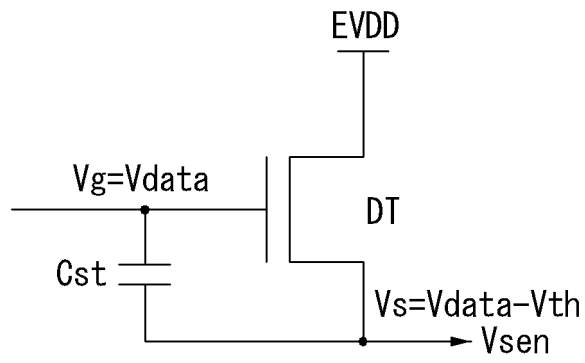 EVDD
Vg=Vdata
DT
Cst
Vs=Vdata-Vth
Vsen